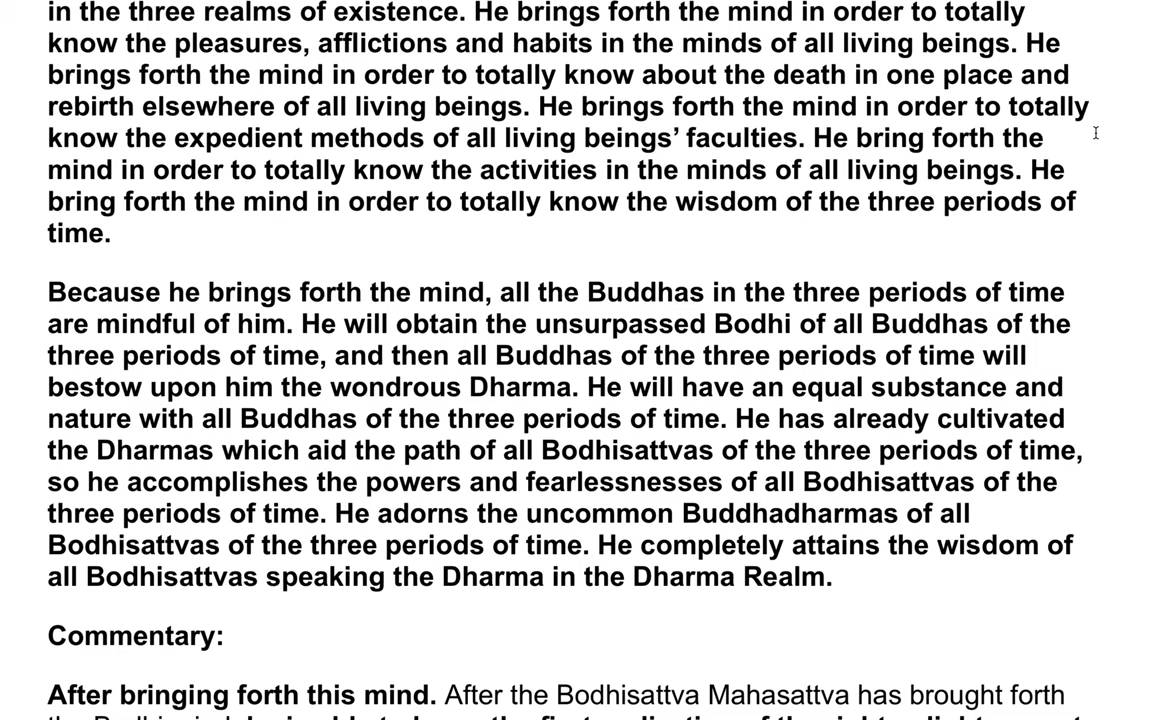 in the three realms of existence. He brings forth the mind in order to totally
know the pleasures, afflictions and habits in the minds of all living beings. He
brings forth the mind in order to totally know about the death in one place and
rebirth elsewhere of all living beings. He brings forth the mind in order to totally
know the expedient methods of all living beings’ faculties. He bring forth the
mind in order to totally know the activities in the minds of all living beings. He
bring forth the mind in order to totally know the wisdom of the three periods of
time.
Because he brings forth the mind, all the Buddhas in the three periods of time
are mindful of him. He will obtain the unsurpassed Bodhi of all Buddhas of the
three periods of time, and then all Buddhas of the three periods of time will
bestow upon him the wondrous Dharma. He will have an equal substance and
nature with all Buddhas of the three periods of time. He has already cultivated
the Dharmas which aid the path of all Bodhisattvas of the three periods of time,
so he accomplishes the powers and fearlessnesses of all Bodhisattvas of the
three periods of time. He adorns the uncommon Buddhadharmas of all
Bodhisattvas of the three periods of time. He completely attains the wisdom of
all Bodhisattvas speaking the Dharma in the Dharma Realm.
Commentary:
After bringing forth this mind. After the Bodhisattva Mahasattva has brought forth